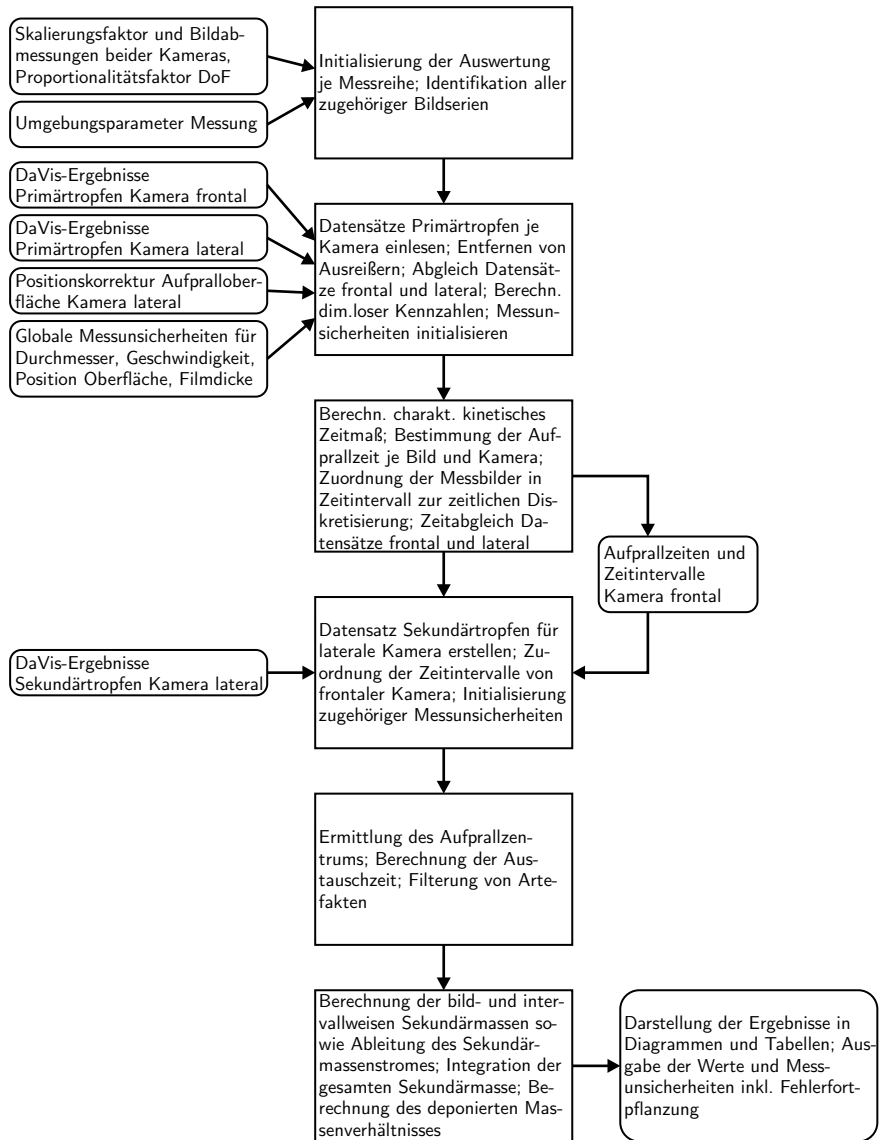 Skalierungsfaktor und Bildab-
messungen beider Kameras,
Proportionalitätsfaktor DoF
Umgebungsparameter Messung
Initialisierung der Auswertung
je Messreihe; Identifikation aller
zugehöriger Bildserien
DaVis-Ergebnisse
Primärtropfen Kamera frontal
DaVis-Ergebnisse
Primärtropfen Kamera lateral
Positionskorrektur Aufprallober-
fläche Kamera lateral
Globale Messunsicherheiten für
Durchmesser, Geschwindigkeit,
Position Oberfläche, Filmdicke
Datensätze Primärtropfen je
Kamera einlesen; Entfernen von
Ausreißern; Abgleich Datensät-
ze frontal und lateral; Berechn.
dim.loser Kennzahlen; Messun-
sicherheiten initialisieren
Berechn. charakt. kinetisches
Zeitmaß; Bestimmung der Auf-
prallzeit je Bild und Kamera;
Zuordnung der Messbilder in
Zeitintervall zur zeitlichen Dis-
kretisierung; Zeitabgleich Da-
tensätze frontal und lateral
Aufprallzeiten und
Zeitintervalle
Kamera frontal
DaVis-Ergebnisse
Sekundärtropfen Kamera lateral
Datensatz Sekundärtropfen für
laterale Kamera erstellen; Zu-
ordnung der Zeitintervalle von
frontaler Kamera; Initialisierung
zugehöriger Messunsicherheiten
Ermittlung des Aufprallzen-
trums; Berechnung der Aus-
tauschzeit; Filterung von Arte-
fakten
Berechnung der bild- und inter-
vallweisen Sekundärmassen so-
wie Ableitung des Sekundär-
massenstromes; Integration der
gesamten Sekundärmasse; Be-
rechnung des deponierten Mas-
senverhältnisses
Darstellung der Ergebnisse in
Diagrammen und Tabellen; Aus-
gabe der Werte und Mess-
unsicherheiten inkl. Fehlerfort-
pflanzung